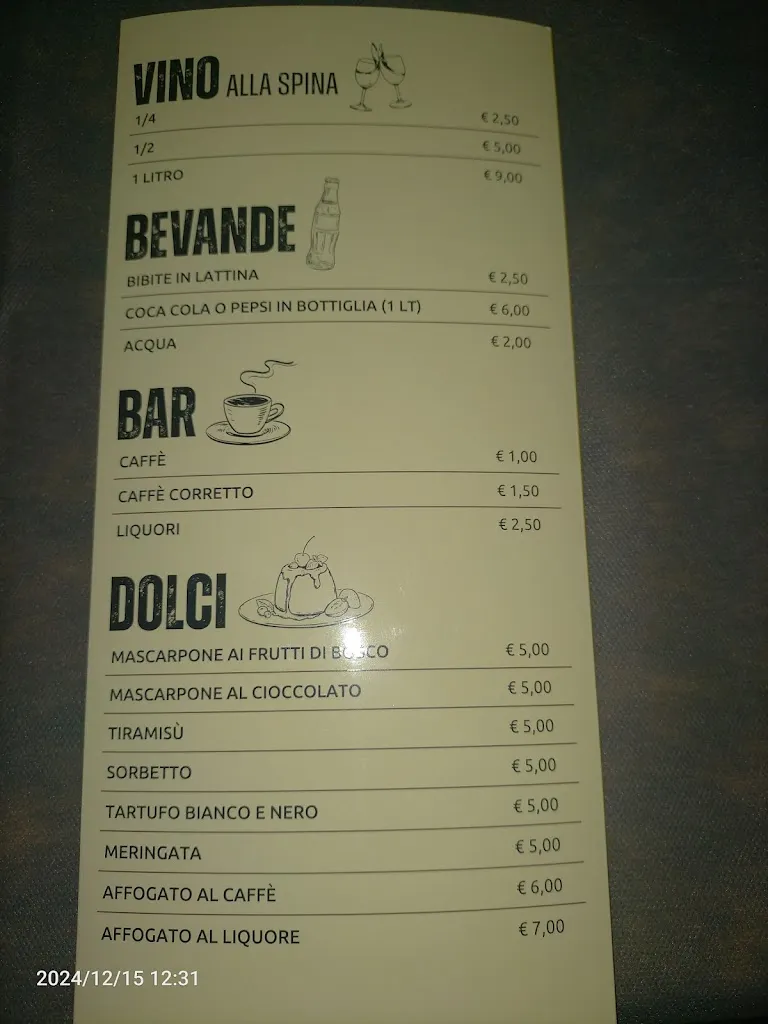 VINO ALLA SPINA
1/4 € 2,50
1/2 € 5,00
1 LITRO € 9,00
BEVANDE
BIBITE IN LATTINA € 2,50
COCA COLA O PEPSI IN BOTTIGLIA (1 LT) € 6,00
ACQUA € 2,00
BAR
CAFFÈ € 1,00
CAFFÈ CORRETTO € 1,50
LIQUORI € 2,50
DOLCI
MASCARPONE AI FRUTTI DI BOSCO € 5,00
MASCARPONE AL CIOCCOLATO € 5,00
TIRAMISÙ € 5,00
SORBETTO € 5,00
TARTUFO BIANCO E NERO € 5,00
MERINGATA € 5,00
AFFOGATO AL CAFFÈ € 6,00
AFFOGATO AL LIQUORE € 7,00
2024/12/15 12:31